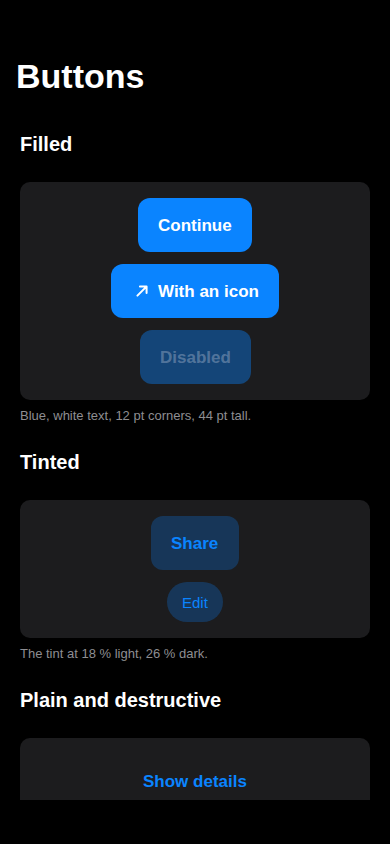 Buttons
Filled
Continue
With an icon
Disabled
Blue, white text, 12 pt corners, 44 pt tall.
Tinted
Share
Edit
The tint at 18 % light, 26 % dark.
Plain and destructive
Show details